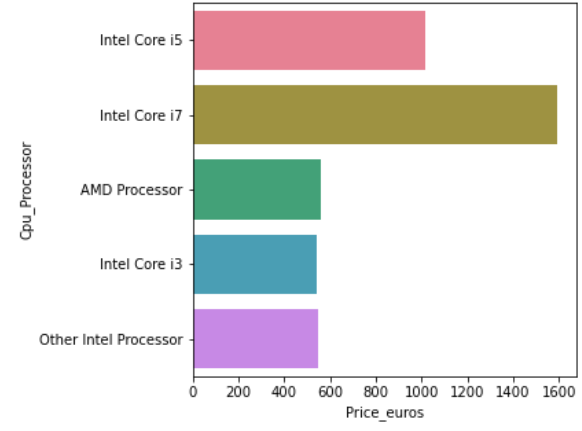 Cpu_Processor
Intel Core i5
Intel Core i7
AMD Processor
Intel Core i3
Other Intel Processor
0 200 400 600 800 1000 1200 1400 1600
Price_euros